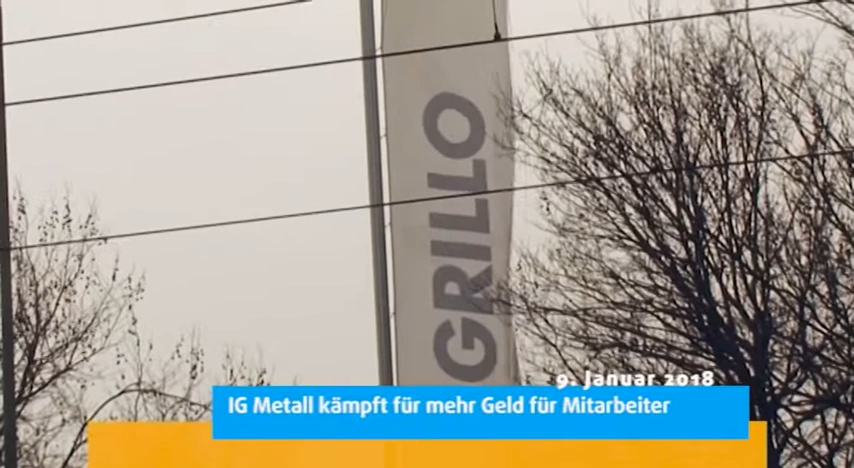 GRILLO
9. Januar 2018
IG Metall kämpft für mehr Geld für Mitarbeiter